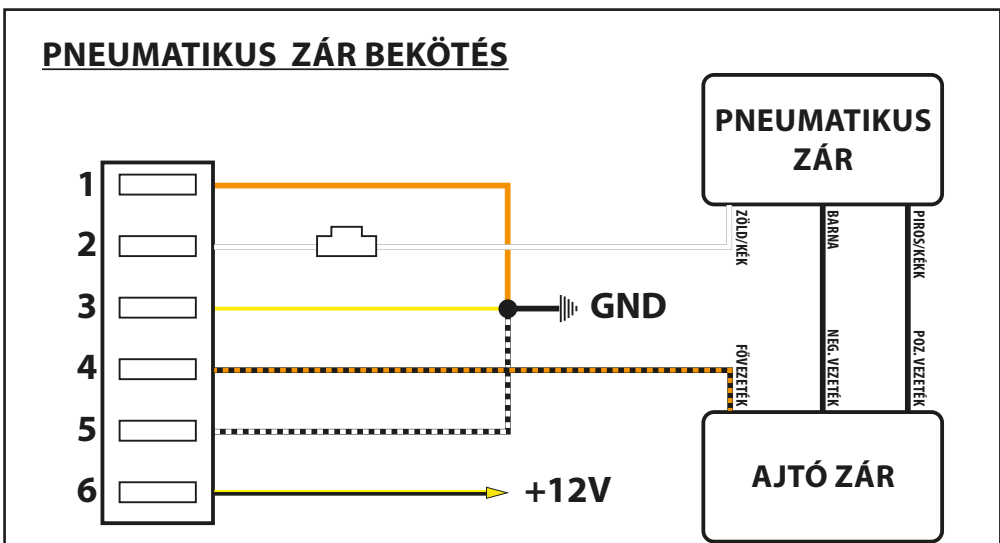 PNEUMATIKUS ZÁR BEKÖTÉS
PNEUMATIKUS
ZÁR
1
2
3
4
5
6
ZÖLD/KÉK
BARNA
PIROS/KÉKK
GND
FŐVEZETÉK
NEG. VEZETÉK
POZ. VEZETÉK
+12V
AJTÓ ZÁR